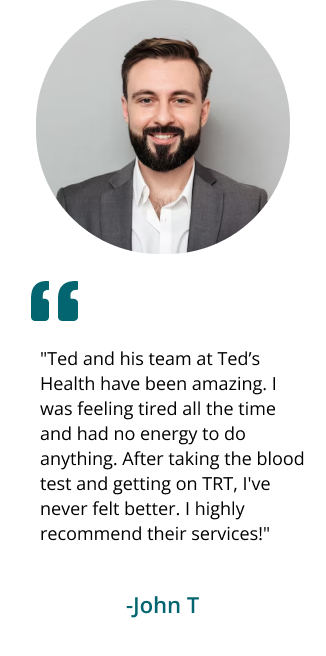 "Ted and his team at Ted’s
Health have been amazing. I
was feeling tired all the time
and had no energy to do
anything. After taking the blood
test and getting on TRT, I've
never felt better. I highly
recommend their services!"
-John T